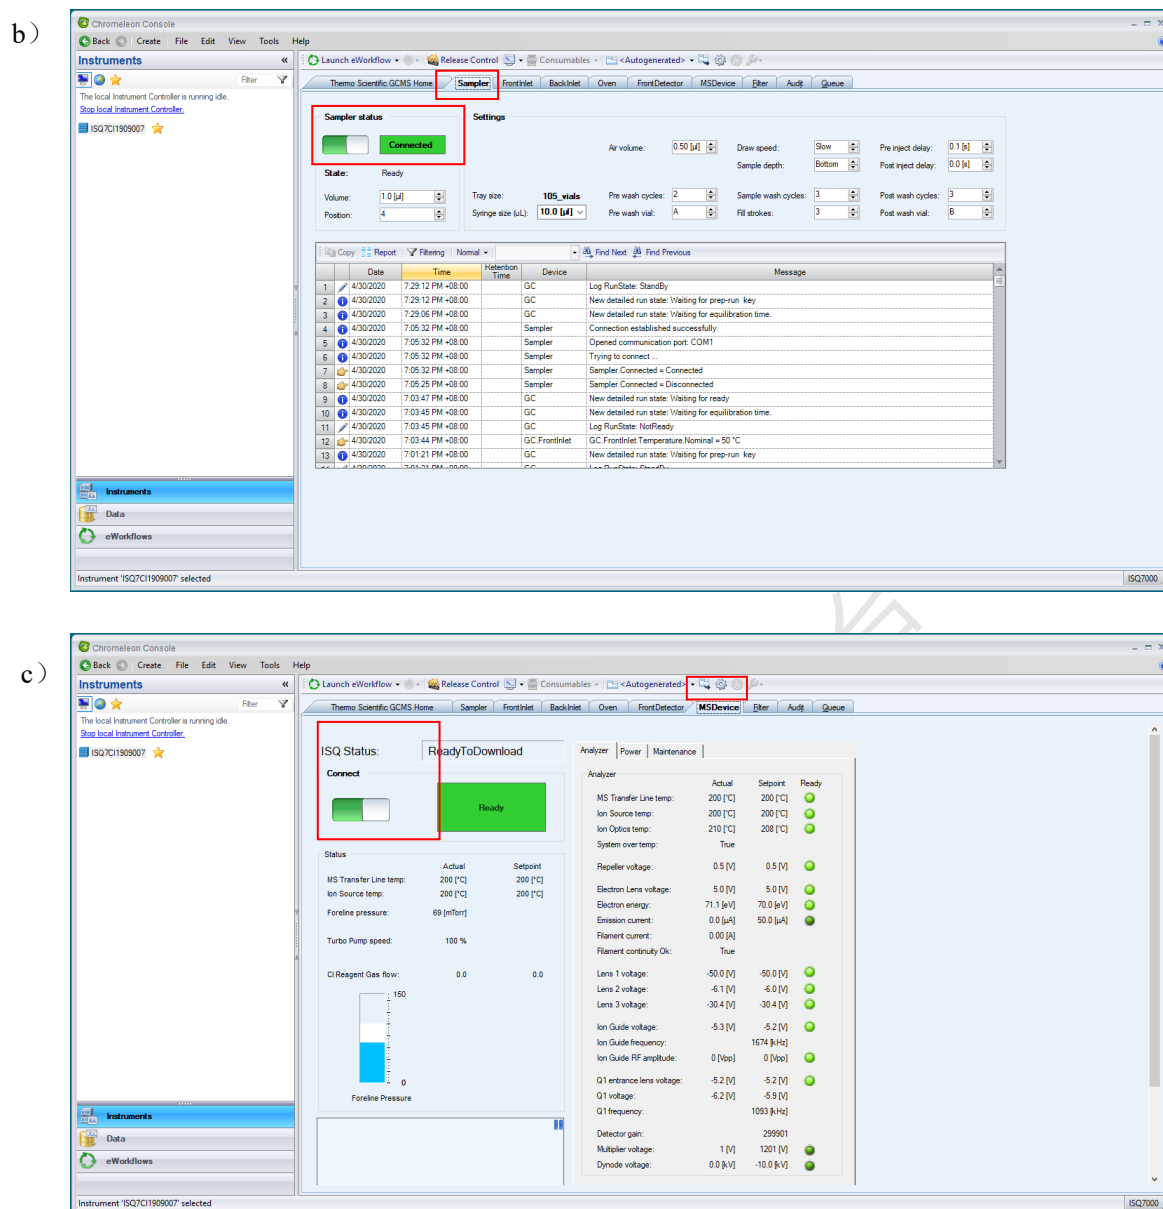 b）
Chromeleon Console
Back Create File Edit View Tools Help
Instruments «
Launch eWorkflow Release Control Consumables <Autogenerated>
Filter
Thermo Scientific GCMS Home Sampler FrontInlet BackInlet Oven FrontDetector MSDevice Filter Audit Queue
The local Instrument Controller is running idle.
Stop local Instrument Controller.
ISQ7CI1909007
Sampler status Settings
Connected
Air volume: 0.50 [µl] Draw speed: Slow Pre inject delay: 0.1 [s]
Sample depth: Bottom Post inject delay: 0.0 [s]
State: Ready
Volume: 1.0 [µl] Tray size: 105_vials Pre wash cycles: 2 Sample wash cycles: 3 Post wash cycles: 3
Position: 4 Syringe size (uL): 10.0 [µl] Pre wash vial: A Fill strokes: 3 Post wash vial: B
Copy Report Filtering Normal Find Next Find Previous
Date Time Retention Time Device Message
1 4/30/2020 7:29:12 PM +08:00 GC Log RunState: StandBy
2 4/30/2020 7:29:12 PM +08:00 GC New detailed run state: Waiting for prep-run key
3 4/30/2020 7:29:06 PM +08:00 GC New detailed run state: Waiting for equilibration time.
4 4/30/2020 7:05:32 PM +08:00 Sampler Connection established successfully.
5 4/30/2020 7:05:32 PM +08:00 Sampler Opened communication port: COM1
6 4/30/2020 7:05:32 PM +08:00 Sampler Trying to connect ...
7 4/30/2020 7:05:32 PM +08:00 Sampler Sampler.Connected = Connected
8 4/30/2020 7:05:25 PM +08:00 Sampler Sampler.Connected = Disconnected
9 4/30/2020 7:03:47 PM +08:00 GC New detailed run state: Waiting for ready
10 4/30/2020 7:03:45 PM +08:00 GC New detailed run state: Waiting for equilibration time.
11 4/30/2020 7:03:45 PM +08:00 GC Log RunState: NotReady
12 4/30/2020 7:03:44 PM +08:00 GC.FrontInlet GC.FrontInlet.Temperature.Nominal = 50 °C
13 4/30/2020 7:01:21 PM +08:00 GC New detailed run state: Waiting for prep-run key
Instruments
Data
eWorkflows
Instrument 'ISQ7CI1909007' selected ISQ7000
c）
Chromeleon Console
Back Create File Edit View Tools Help
Instruments «
Launch eWorkflow Release Control Consumables <Autogenerated>
Filter
Thermo Scientific GCMS Home Sampler FrontInlet BackInlet Oven FrontDetector MSDevice Filter Audit Queue
The local Instrument Controller is running idle.
Stop local Instrument Controller.
ISQ7CI1909007
ISQ Status: ReadyToDownload
Connect
Ready
Status
Actual Setpoint
MS Transfer Line temp: 200 [°C] 200 [°C]
Ion Source temp: 200 [°C] 200 [°C]
Foreline pressure: 69 [mTorr]
Turbo Pump speed: 100 %
CI Reagent Gas flow: 0.0 0.0
150
0
Foreline Pressure
Analyzer Power Maintenance
Analyzer
Actual Setpoint Ready
MS Transfer Line temp: 200 [°C] 200 [°C]
Ion Source temp: 200 [°C] 200 [°C]
Ion Optics temp: 210 [°C] 208 [°C]
System over temp: True
Repeller voltage: 0.5 [V] 0.5 [V]
Electron Lens voltage: 5.0 [V] 5.0 [V]
Electron energy: 71.1 [eV] 70.0 [eV]
Emission current: 0.0 [µA] 50.0 [µA]
Filament current: 0.00 [A]
Filament continuity Ok: True
Lens 1 voltage: -50.0 [V] -50.0 [V]
Lens 2 voltage: -6.1 [V] -6.0 [V]
Lens 3 voltage: -30.4 [V] -30.4 [V]
Ion Guide voltage: -5.3 [V] -5.2 [V]
Ion Guide frequency: 1674 [kHz]
Ion Guide RF amplitude: 0 [Vpp] 0 [Vpp]
Q1 entrance lens voltage: -5.2 [V] -5.2 [V]
Q1 voltage: -6.2 [V] -5.9 [V]
Q1 frequency: 1093 [kHz]
Detector gain: 299901
Multiplier voltage: 1 [V] 1201 [V]
Dynode voltage: 0.0 [kV] -10.0 [kV]
Instruments
Data
eWorkflows
Instrument 'ISQ7CI1909007' selected ISQ7000